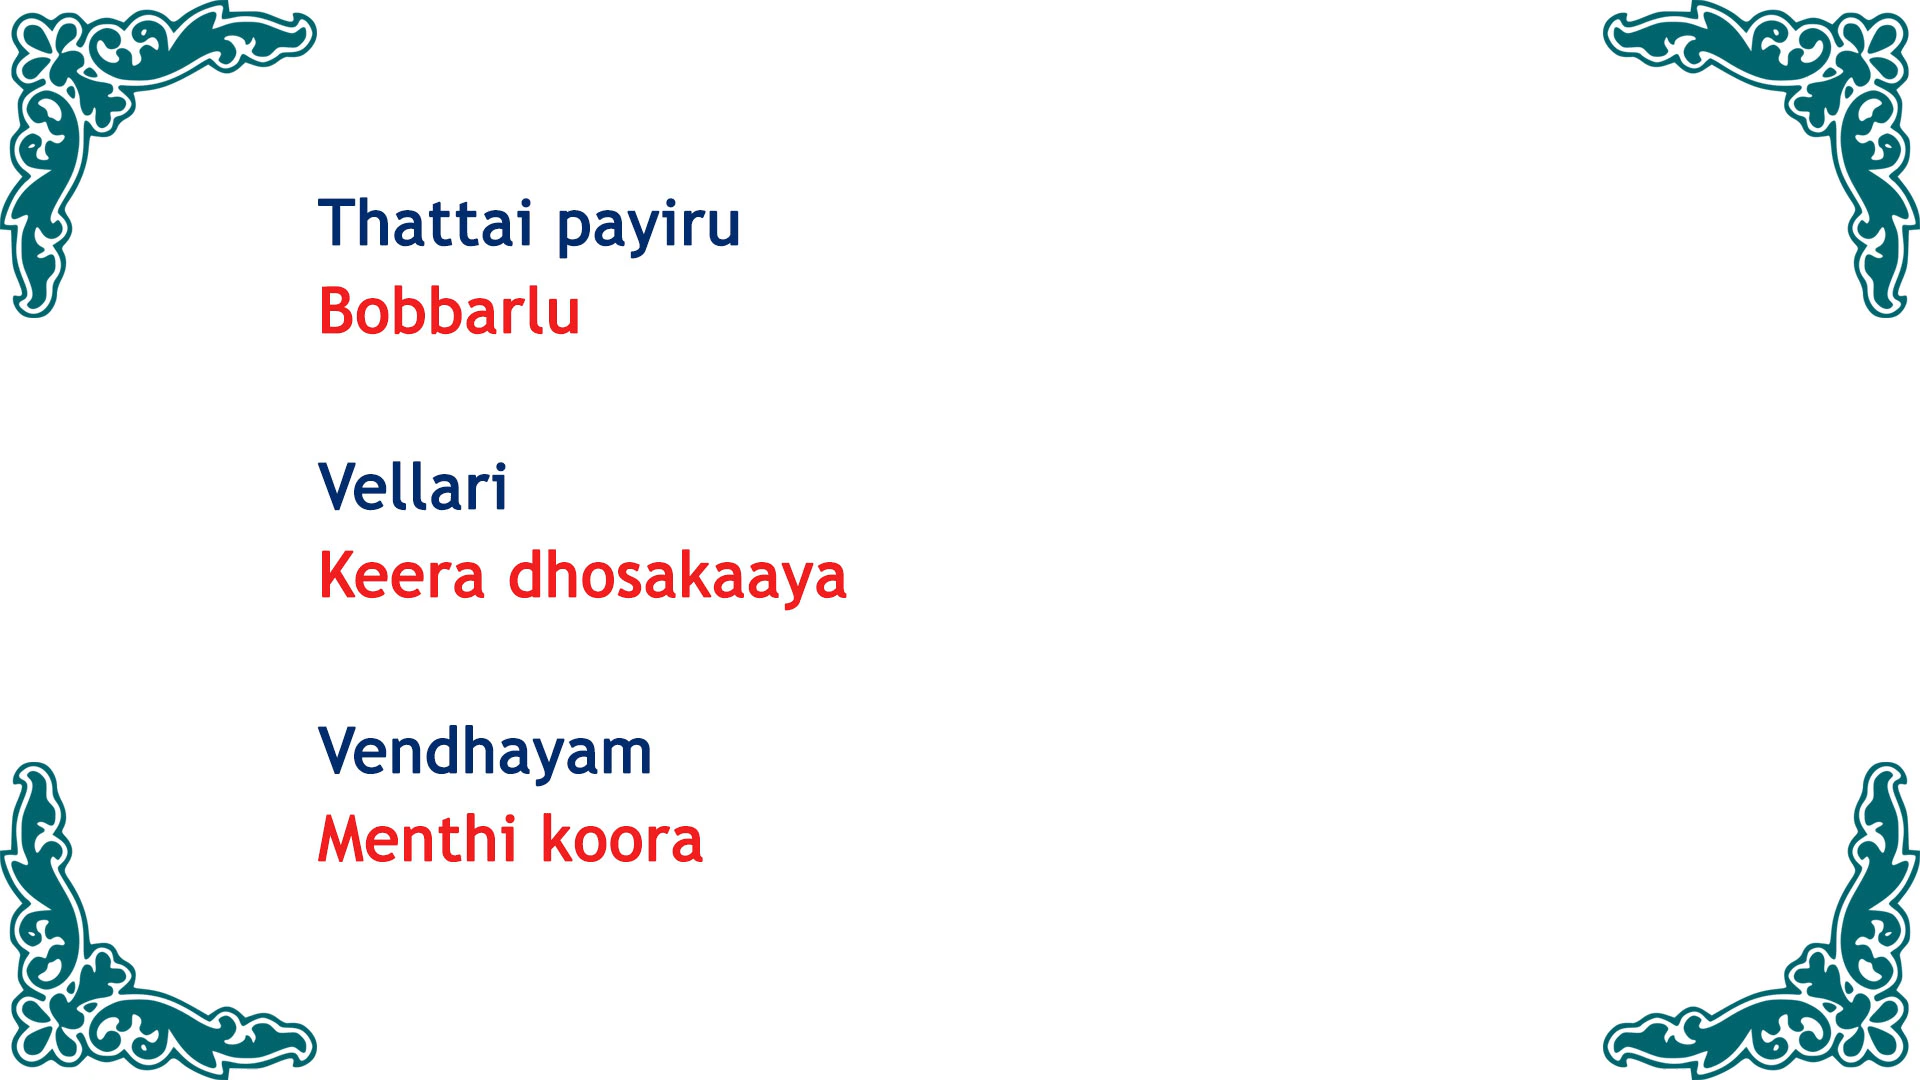 Thattai payiru
Bobbarlu
Vellari
Keera dhosakaaya
Vendhayam
Menthi koora